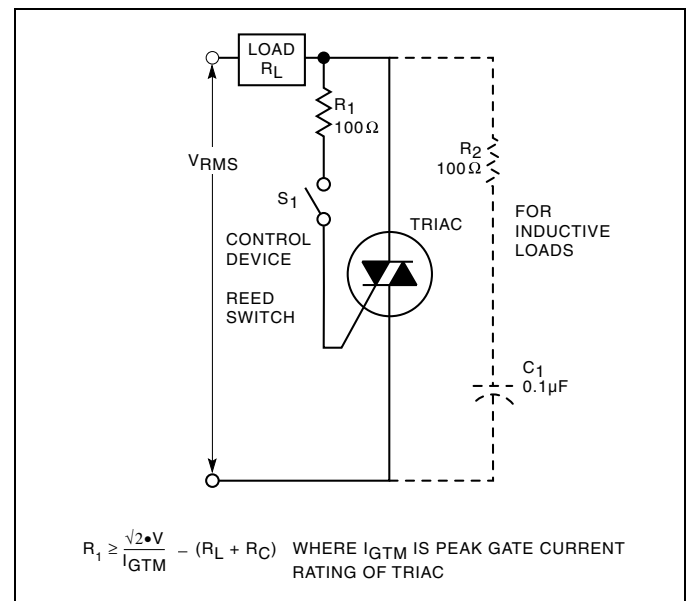 LOAD
RL
R1
100Ω
VRMS
S1
CONTROL
DEVICE
REED
SWITCH
TRIAC
R2
100Ω
FOR
INDUCTIVE
LOADS
C1
0.1µF
R1 ≥ √2•V / IGTM – (RL + RC) WHERE IGTM IS PEAK GATE CURRENT
RATING OF TRIAC